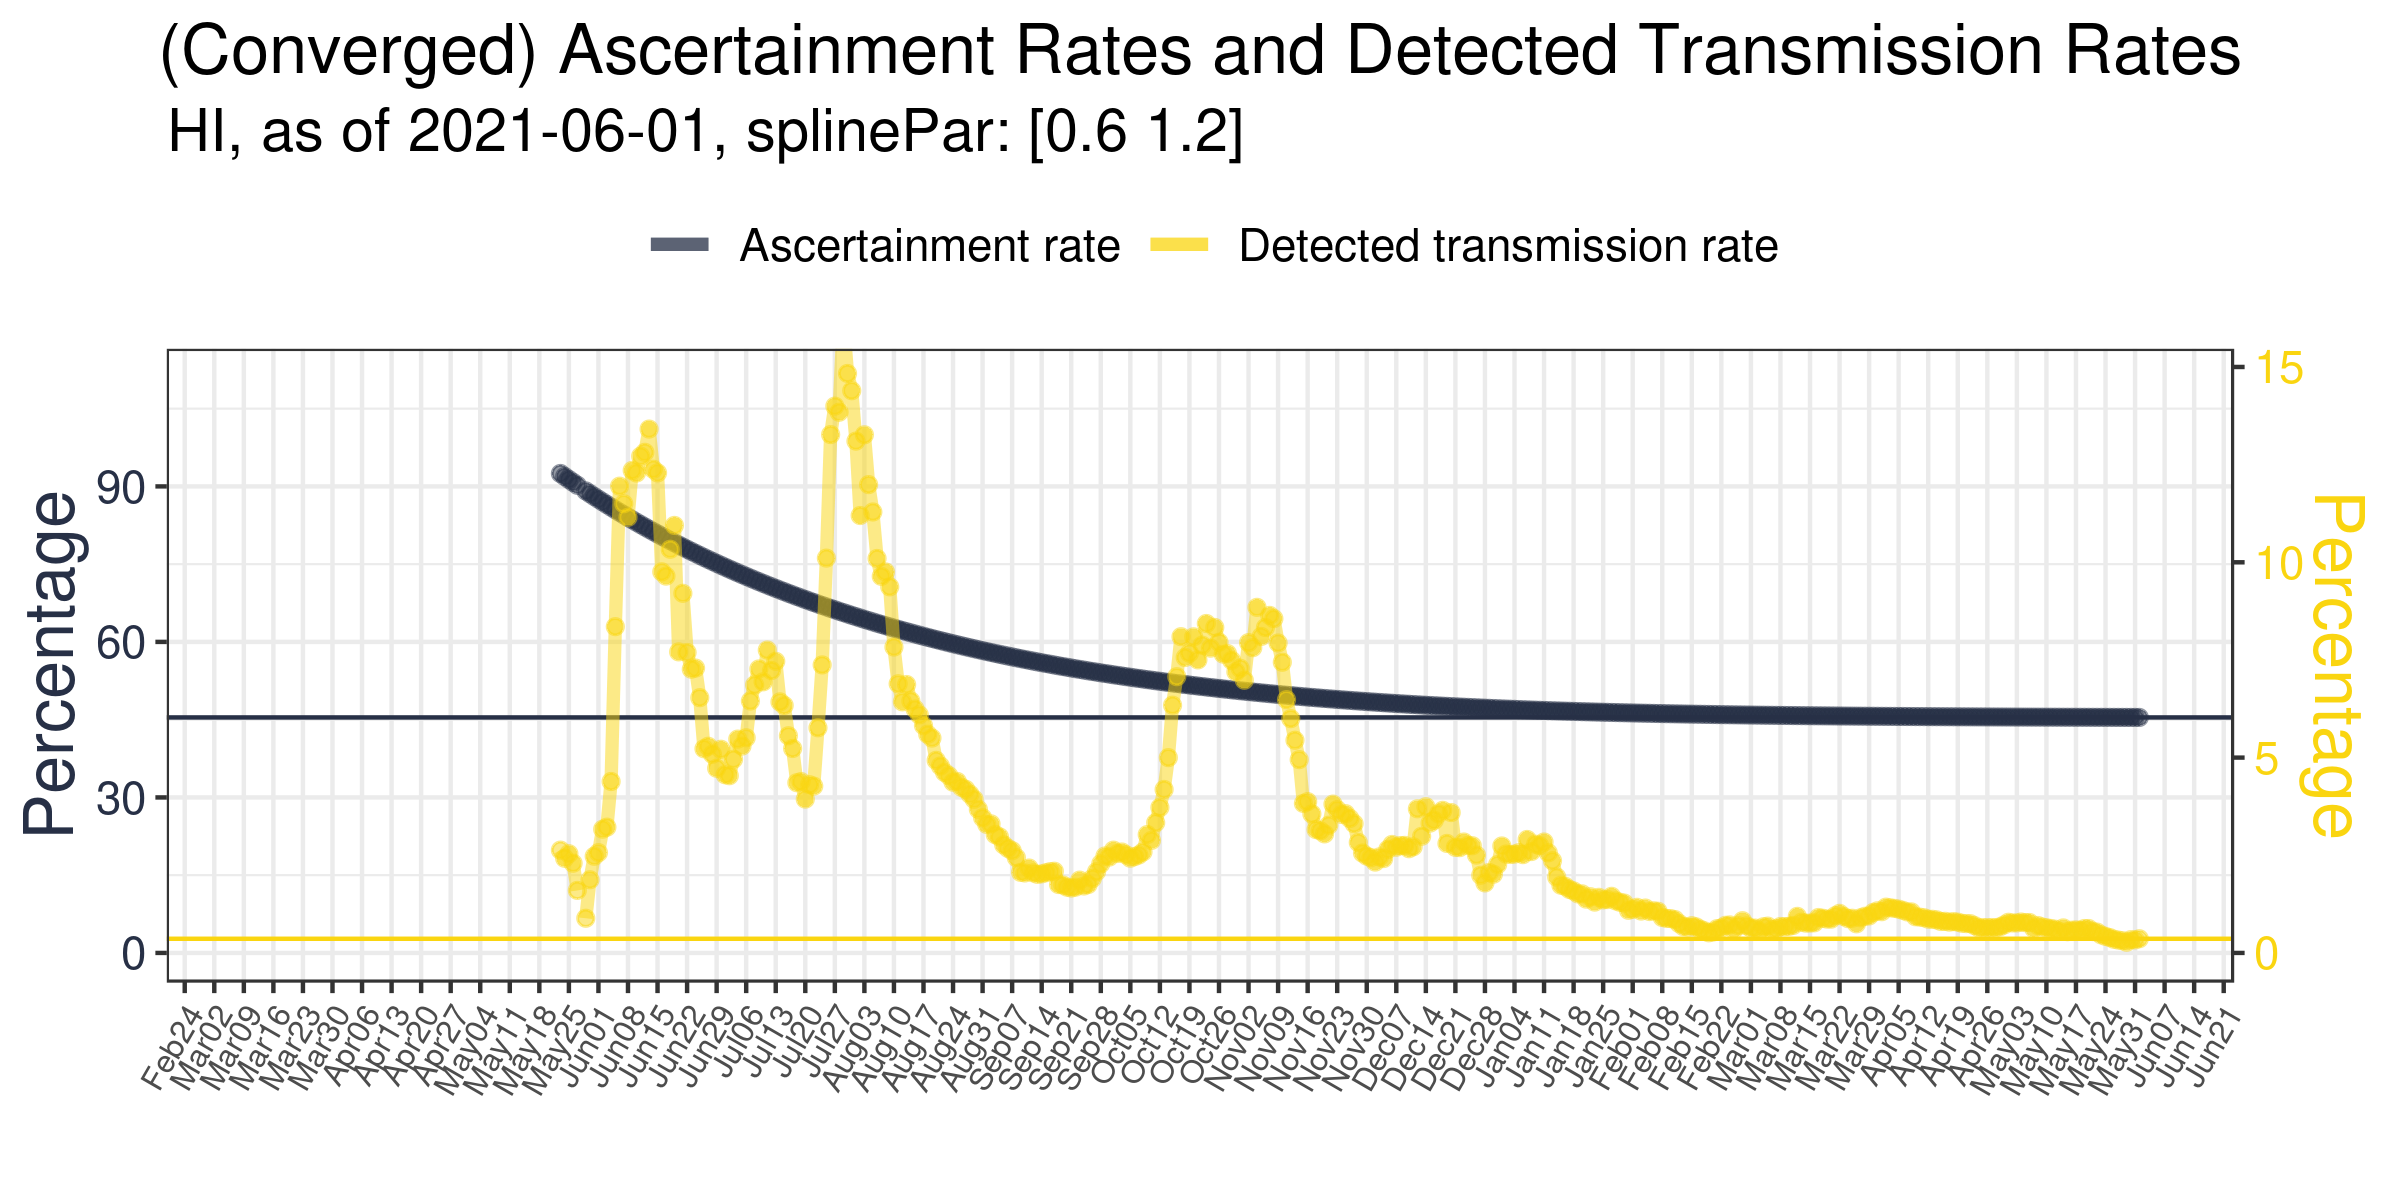 (Converged) Ascertainment Rates and Detected Transmission Rates
HI, as of 2021-06-01, splinePar: [0.6 1.2]
Ascertainment rate
Detected transmission rate
Percentage
90
60
30
0
15
10
5
0
Percentage
Feb24
Mar02
Mar09
Mar16
Mar23
Mar30
Apr06
Apr13
Apr20
Apr27
May04
May11
May18
May25
Jun01
Jun08
Jun15
Jun22
Jun29
Jul06
Jul13
Jul20
Jul27
Aug03
Aug10
Aug17
Aug24
Aug31
Sep07
Sep14
Sep21
Sep28
Oct05
Oct12
Oct19
Oct26
Nov02
Nov09
Nov16
Nov23
Nov30
Dec07
Dec14
Dec21
Dec28
Jan04
Jan11
Jan18
Jan25
Feb01
Feb08
Feb15
Feb22
Mar01
Mar08
Mar15
Mar22
Mar29
Apr05
Apr12
Apr19
Apr26
May03
May10
May17
May24
May31
Jun07
Jun14
Jun21